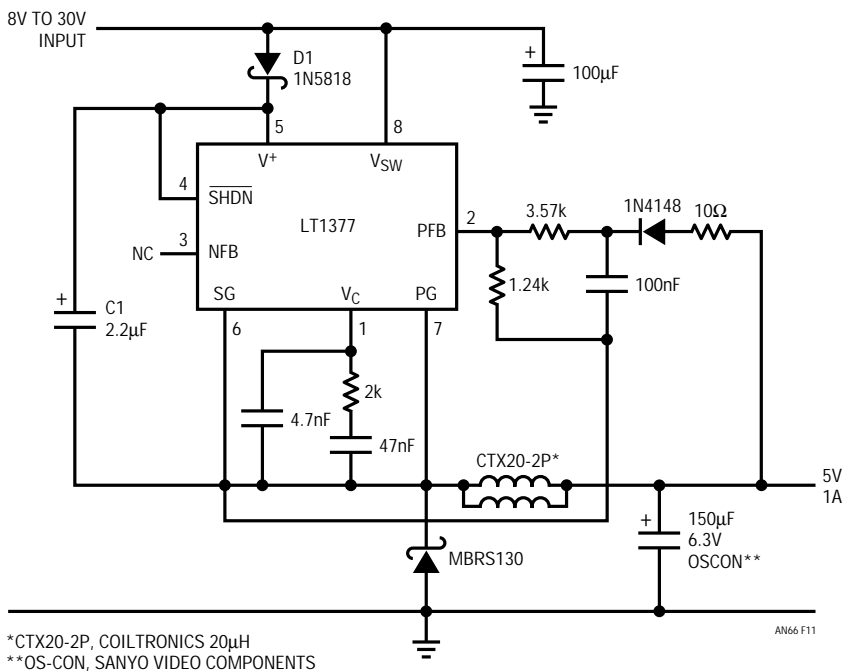 8V TO 30V
INPUT
D1
1N5818
+
100µF
5
8
V+
VSW
4
SHDN
LT1377
2
PFB
3.57k
1N4148
10Ω
NC
3
NFB
1.24k
100nF
+
C1
2.2µF
SG
VC
PG
6
1
7
2k
4.7nF
47nF
CTX20-2P*
5V
1A
+
150µF
6.3V
OSCON**
MBRS130
AN66 F11
*CTX20-2P, COILTRONICS 20µH
**OS-CON, SANYO VIDEO COMPONENTS